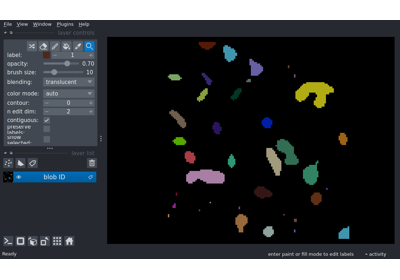 File View Window Plugins Help
layer controls
label: 1
opacity: 0.70
brush size: 10
blending: translucent
color mode: auto
contour: 0
n edit dim: 2
contiguous:
preserve
labels:
show
selected:
layer list
blob ID
Ready
enter paint or fill mode to edit labels
activity